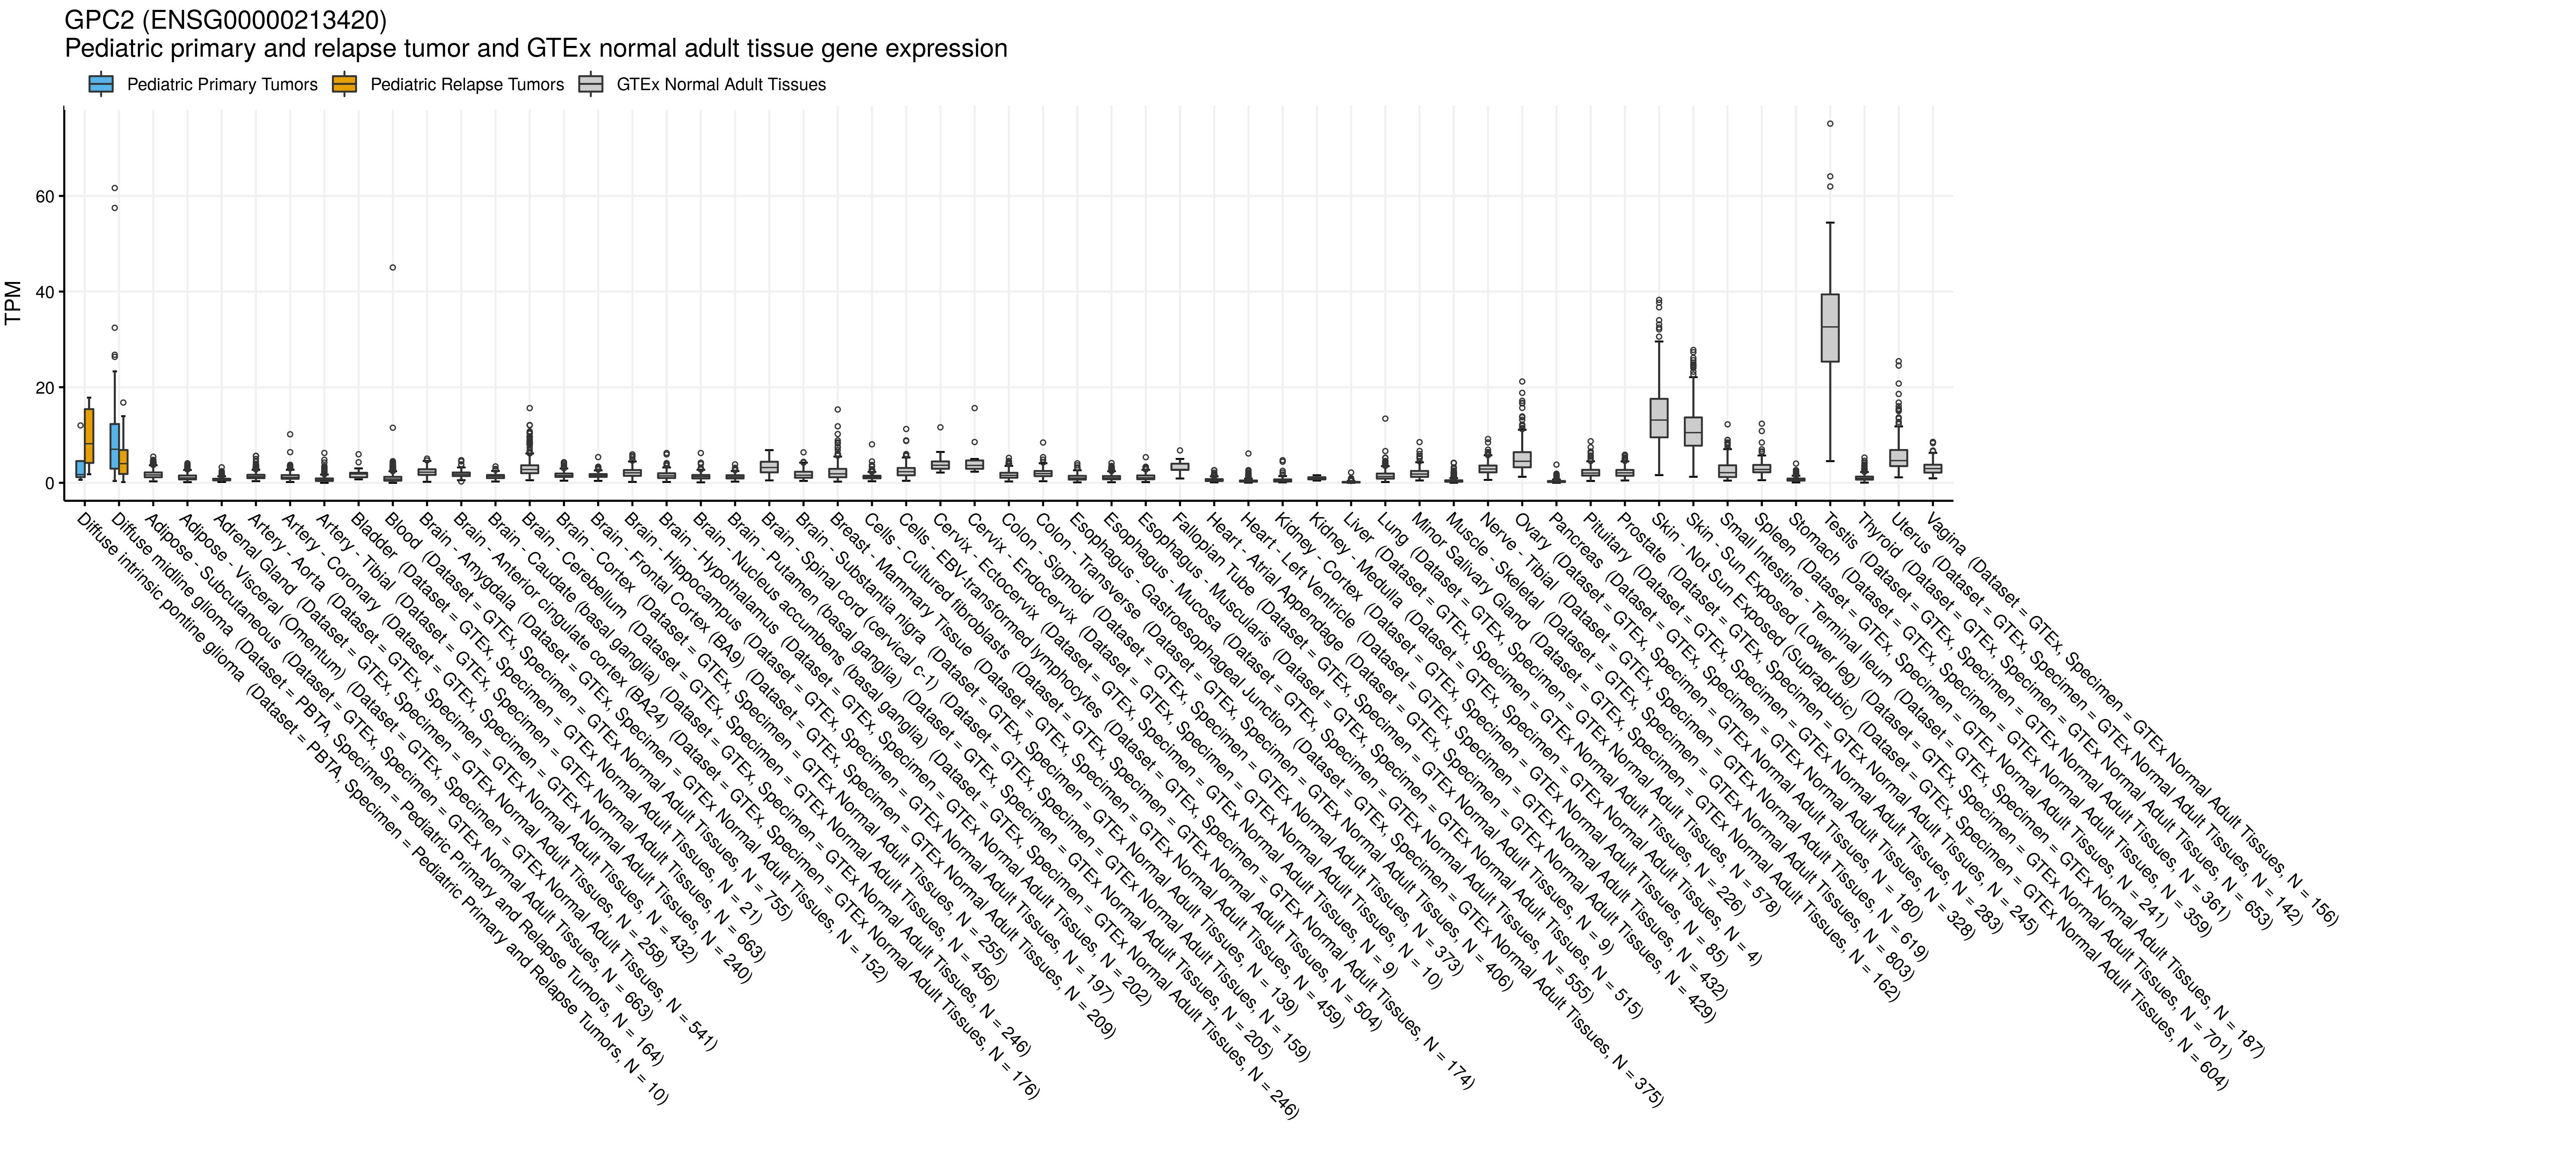 GPC2 (ENSG00000213420)
Pediatric primary and relapse tumor and GTEx normal adult tissue gene expression
Pediatric Primary Tumors
Pediatric Relapse Tumors
GTEx Normal Adult Tissues
TPM
60
40
20
0
Diffuse intrinsic pontine glioma (Dataset = PBTA, Specimen = Pediatric Primary and Relapse Tumors, N = 10)
Diffuse midline glioma (Dataset = PBTA, Specimen = Pediatric Primary and Relapse Tumors, N = 164)
Adipose - Subcutaneous (Dataset = GTEx, Specimen = GTEx Normal Adult Tissues, N = 663)
Adipose - Visceral (Omentum) (Dataset = GTEx, Specimen = GTEx Normal Adult Tissues, N = 541)
Adrenal Gland (Dataset = GTEx, Specimen = GTEx Normal Adult Tissues, N = 258)
Artery - Aorta (Dataset = GTEx, Specimen = GTEx Normal Adult Tissues, N = 432)
Artery - Coronary (Dataset = GTEx, Specimen = GTEx Normal Adult Tissues, N = 240)
Artery - Tibial (Dataset = GTEx, Specimen = GTEx Normal Adult Tissues, N = 663)
Bladder (Dataset = GTEx, Specimen = GTEx Normal Adult Tissues, N = 21)
Blood (Dataset = GTEx, Specimen = GTEx Normal Adult Tissues, N = 755)
Brain - Amygdala (Dataset = GTEx, Specimen = GTEx Normal Adult Tissues, N = 152)
Brain - Anterior cingulate cortex (BA24) (Dataset = GTEx, Specimen = GTEx Normal Adult Tissues, N = 176)
Brain - Caudate (basal ganglia) (Dataset = GTEx, Specimen = GTEx Normal Adult Tissues, N = 246)
Brain - Cerebellum (Dataset = GTEx, Specimen = GTEx Normal Adult Tissues, N = 456)
Brain - Cortex (Dataset = GTEx, Specimen = GTEx Normal Adult Tissues, N = 255)
Brain - Frontal Cortex (BA9) (Dataset = GTEx, Specimen = GTEx Normal Adult Tissues, N = 209)
Brain - Hippocampus (Dataset = GTEx, Specimen = GTEx Normal Adult Tissues, N = 197)
Brain - Hypothalamus (Dataset = GTEx, Specimen = GTEx Normal Adult Tissues, N = 202)
Brain - Nucleus accumbens (basal ganglia) (Dataset = GTEx, Specimen = GTEx Normal Adult Tissues, N = 246)
Brain - Putamen (basal ganglia) (Dataset = GTEx, Specimen = GTEx Normal Adult Tissues, N = 205)
Brain - Spinal cord (cervical c-1) (Dataset = GTEx, Specimen = GTEx Normal Adult Tissues, N = 159)
Brain - Substantia nigra (Dataset = GTEx, Specimen = GTEx Normal Adult Tissues, N = 139)
Breast - Mammary Tissue (Dataset = GTEx, Specimen = GTEx Normal Adult Tissues, N = 459)
Cells - Cultured fibroblasts (Dataset = GTEx, Specimen = GTEx Normal Adult Tissues, N = 504)
Cells - EBV-transformed lymphocytes (Dataset = GTEx, Specimen = GTEx Normal Adult Tissues, N = 174)
Cervix - Ectocervix (Dataset = GTEx, Specimen = GTEx Normal Adult Tissues, N = 9)
Cervix - Endocervix (Dataset = GTEx, Specimen = GTEx Normal Adult Tissues, N = 10)
Colon - Sigmoid (Dataset = GTEx, Specimen = GTEx Normal Adult Tissues, N = 373)
Colon - Transverse (Dataset = GTEx, Specimen = GTEx Normal Adult Tissues, N = 406)
Esophagus - Gastroesophageal Junction (Dataset = GTEx, Specimen = GTEx Normal Adult Tissues, N = 375)
Esophagus - Mucosa (Dataset = GTEx, Specimen = GTEx Normal Adult Tissues, N = 555)
Esophagus - Muscularis (Dataset = GTEx, Specimen = GTEx Normal Adult Tissues, N = 515)
Fallopian Tube (Dataset = GTEx, Specimen = GTEx Normal Adult Tissues, N = 9)
Heart - Atrial Appendage (Dataset = GTEx, Specimen = GTEx Normal Adult Tissues, N = 429)
Heart - Left Ventricle (Dataset = GTEx, Specimen = GTEx Normal Adult Tissues, N = 432)
Kidney - Cortex (Dataset = GTEx, Specimen = GTEx Normal Adult Tissues, N = 85)
Kidney - Medulla (Dataset = GTEx, Specimen = GTEx Normal Adult Tissues, N = 4)
Liver (Dataset = GTEx, Specimen = GTEx Normal Adult Tissues, N = 226)
Lung (Dataset = GTEx, Specimen = GTEx Normal Adult Tissues, N = 578)
Minor Salivary Gland (Dataset = GTEx, Specimen = GTEx Normal Adult Tissues, N = 162)
Muscle - Skeletal (Dataset = GTEx, Specimen = GTEx Normal Adult Tissues, N = 803)
Nerve - Tibial (Dataset = GTEx, Specimen = GTEx Normal Adult Tissues, N = 619)
Ovary (Dataset = GTEx, Specimen = GTEx Normal Adult Tissues, N = 180)
Pancreas (Dataset = GTEx, Specimen = GTEx Normal Adult Tissues, N = 328)
Pituitary (Dataset = GTEx, Specimen = GTEx Normal Adult Tissues, N = 283)
Prostate (Dataset = GTEx, Specimen = GTEx Normal Adult Tissues, N = 245)
Skin - Not Sun Exposed (Suprapubic) (Dataset = GTEx, Specimen = GTEx Normal Adult Tissues, N = 604)
Skin - Sun Exposed (Lower leg) (Dataset = GTEx, Specimen = GTEx Normal Adult Tissues, N = 701)
Small Intestine - Terminal Ileum (Dataset = GTEx, Specimen = GTEx Normal Adult Tissues, N = 187)
Spleen (Dataset = GTEx, Specimen = GTEx Normal Adult Tissues, N = 241)
Stomach (Dataset = GTEx, Specimen = GTEx Normal Adult Tissues, N = 359)
Testis (Dataset = GTEx, Specimen = GTEx Normal Adult Tissues, N = 361)
Thyroid (Dataset = GTEx, Specimen = GTEx Normal Adult Tissues, N = 653)
Uterus (Dataset = GTEx, Specimen = GTEx Normal Adult Tissues, N = 142)
Vagina (Dataset = GTEx, Specimen = GTEx Normal Adult Tissues, N = 156)